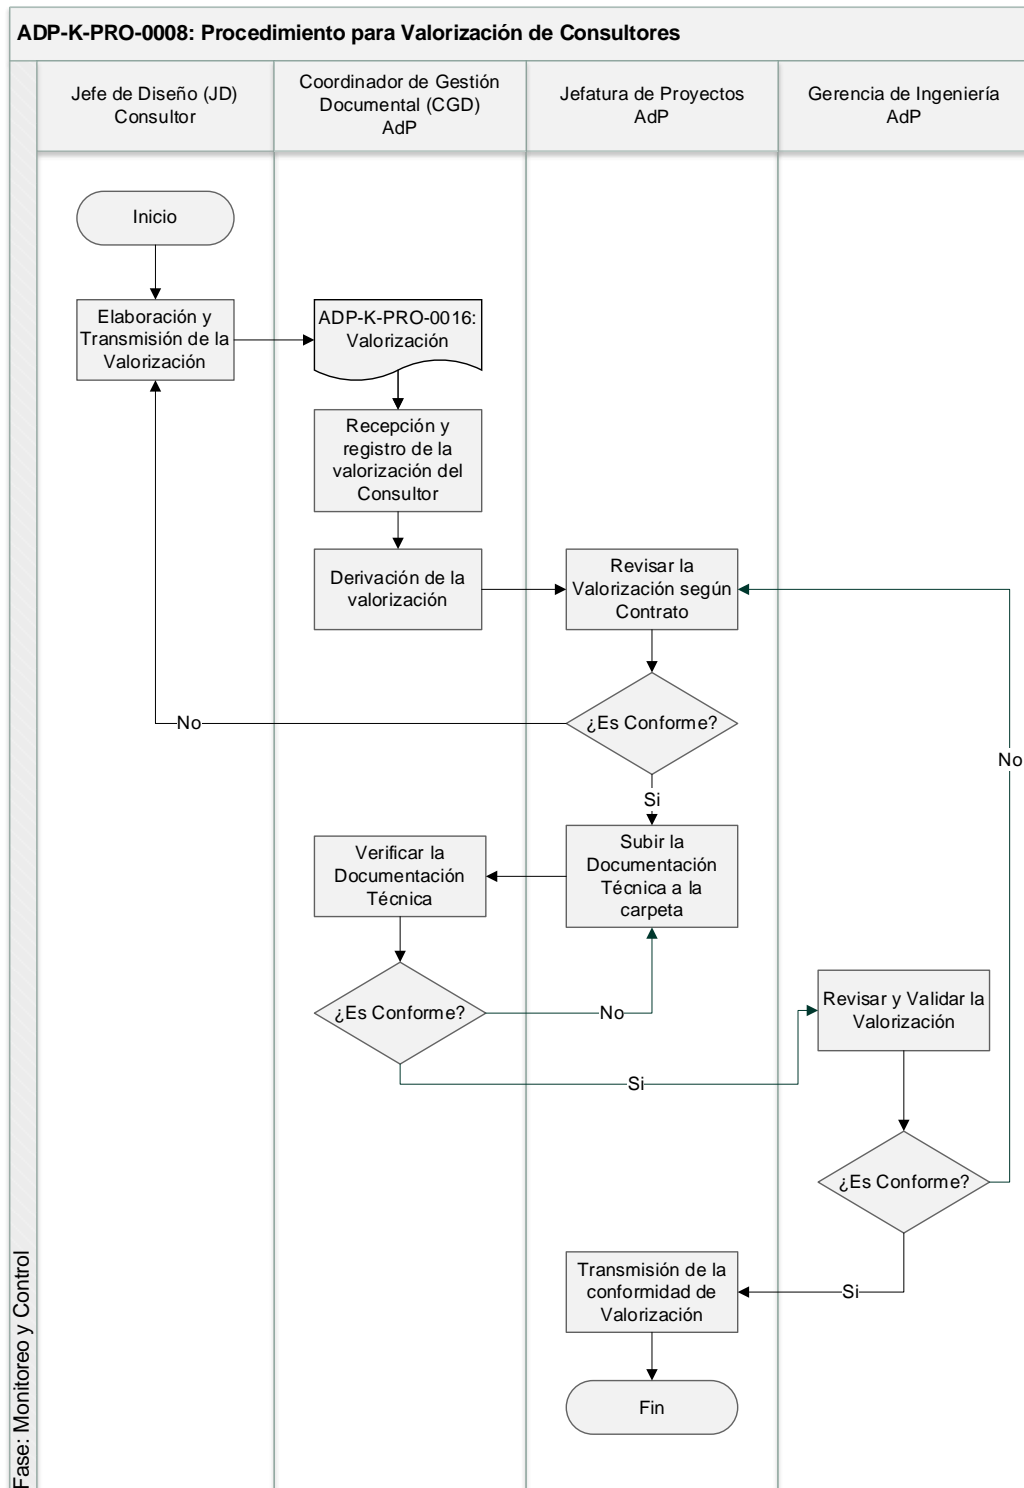 ADP-K-PRO-0008: Procedimiento para Valorización de Consultores
Jefe de Diseño (JD)
Consultor
Coordinador de Gestión
Documental (CGD)
AdP
Jefatura de Proyectos
AdP
Gerencia de Ingeniería
AdP
Inicio
Elaboración y
Transmisión de la
Valorización
ADP-K-PRO-0016:
Valorización
Recepción y
registro de la
valorización del
Consultor
Derivación de la
valorización
Revisar la
Valorización según
Contrato
¿Es Conforme?
No
Si
Subir la
Documentación
Técnica a la
carpeta
Verificar la
Documentación
Técnica
¿Es Conforme?
No
Si
Revisar y Validar la
Valorización
¿Es Conforme?
No
Si
Transmisión de la
conformidad de
Valorización
Fin
Fase: Monitoreo y Control